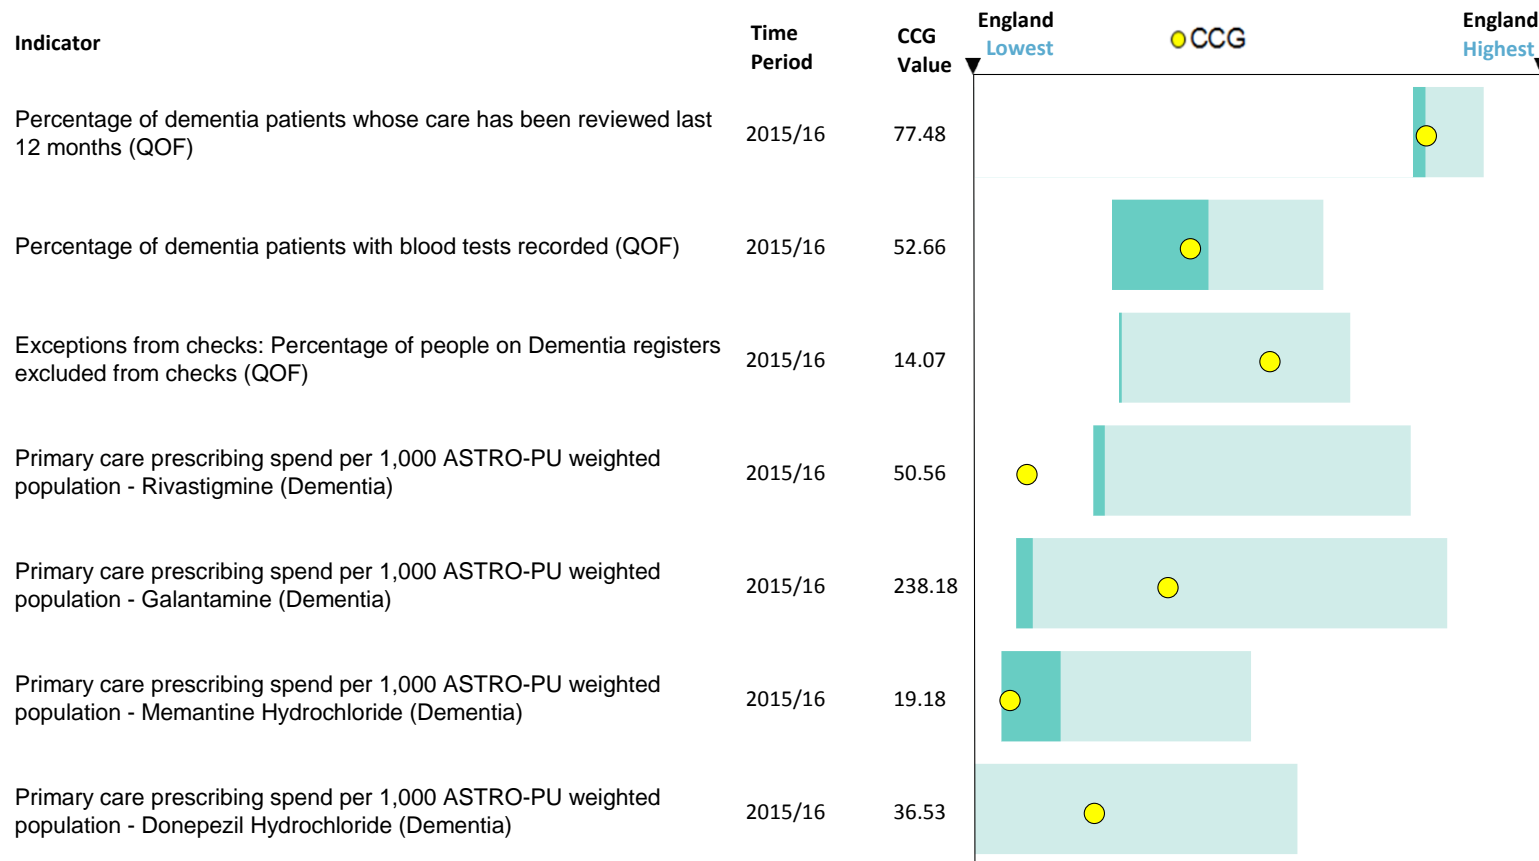 Indicator
Time
Period
CCG
Value
England
Lowest
CCG
England
Highest
Percentage of dementia patients whose care has been reviewed last
12 months (QOF)
2015/16
77.48
Percentage of dementia patients with blood tests recorded (QOF)
2015/16
52.66
Exceptions from checks: Percentage of people on Dementia registers
excluded from checks (QOF)
2015/16
14.07
Primary care prescribing spend per 1,000 ASTRO-PU weighted
population - Rivastigmine (Dementia)
2015/16
50.56
Primary care prescribing spend per 1,000 ASTRO-PU weighted
population - Galantamine (Dementia)
2015/16
238.18
Primary care prescribing spend per 1,000 ASTRO-PU weighted
population - Memantine Hydrochloride (Dementia)
2015/16
19.18
Primary care prescribing spend per 1,000 ASTRO-PU weighted
population - Donepezil Hydrochloride (Dementia)
2015/16
36.53